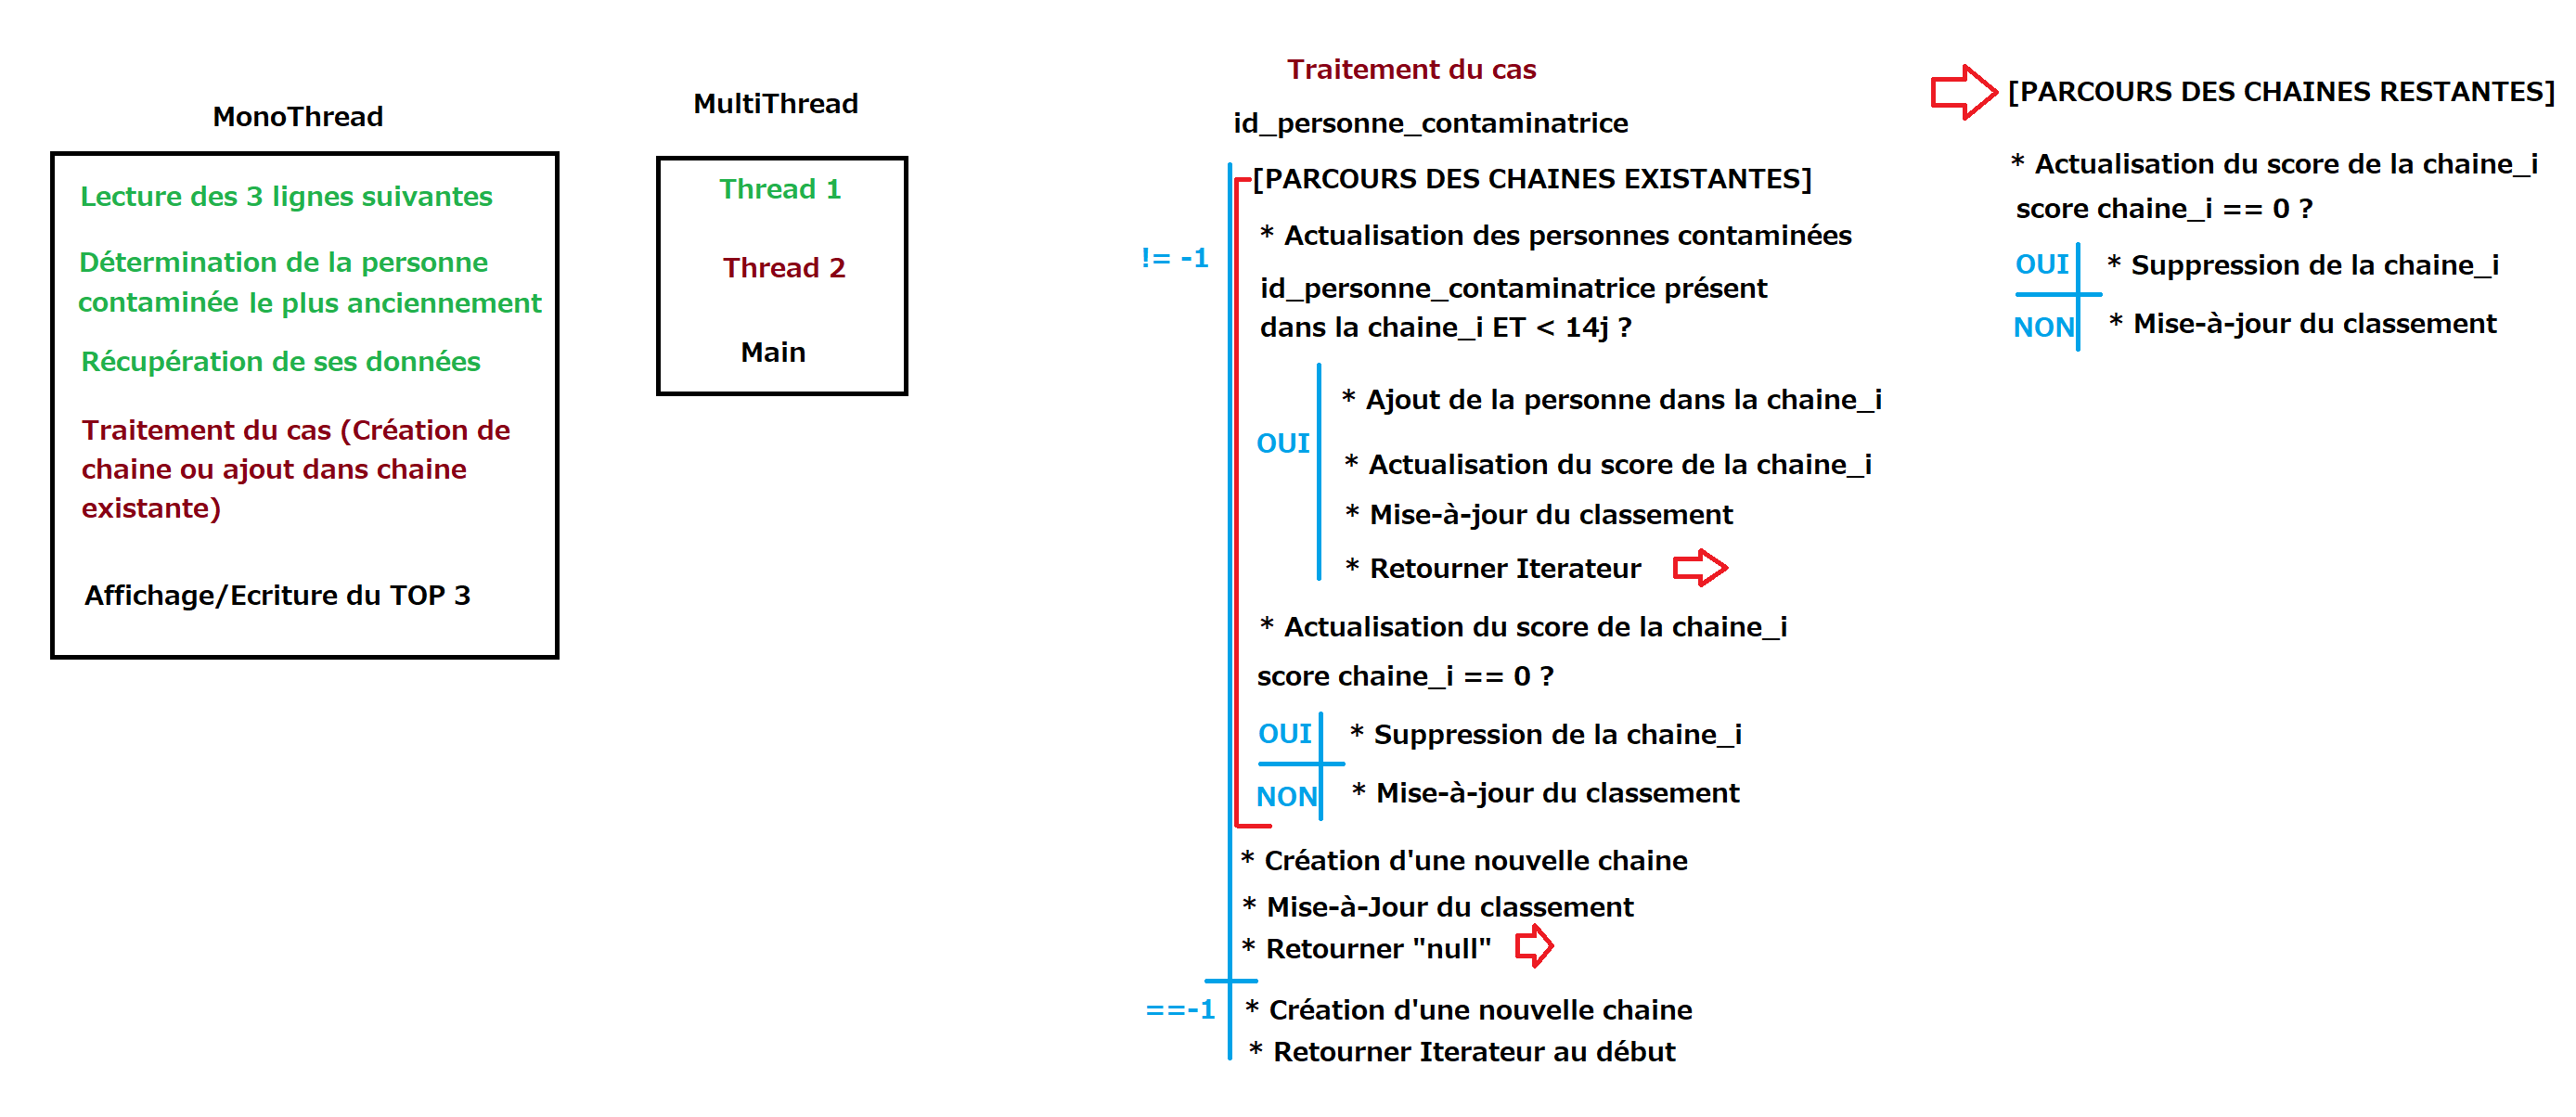 MonoThread
Lecture des 3 lignes suivantes
Détermination de la personne
contaminée le plus anciennement
Récupération de ses données
Traitement du cas (Création de
chaine ou ajout dans chaine
existante)
Affichage/Ecriture du TOP 3
MultiThread
Thread 1
Thread 2
Main
Traitement du cas
id_personne_contaminatrice
!= -1
[PARCOURS DES CHAINES EXISTANTES]
* Actualisation des personnes contaminées
id_personne_contaminatrice présent
dans la chaine_i ET < 14j ?
OUI
* Ajout de la personne dans la chaine_i
* Actualisation du score de la chaine_i
* Mise-à-jour du classement
* Retourner Iterateur
* Actualisation du score de la chaine_i
score chaine_i == 0 ?
OUI * Suppression de la chaine_i
NON * Mise-à-jour du classement
* Création d'une nouvelle chaine
* Mise-à-Jour du classement
* Retourner "null"
==-1 * Création d'une nouvelle chaine
* Retourner Iterateur au début
[PARCOURS DES CHAINES RESTANTES]
* Actualisation du score de la chaine_i
score chaine_i == 0 ?
OUI * Suppression de la chaine_i
NON * Mise-à-jour du classement